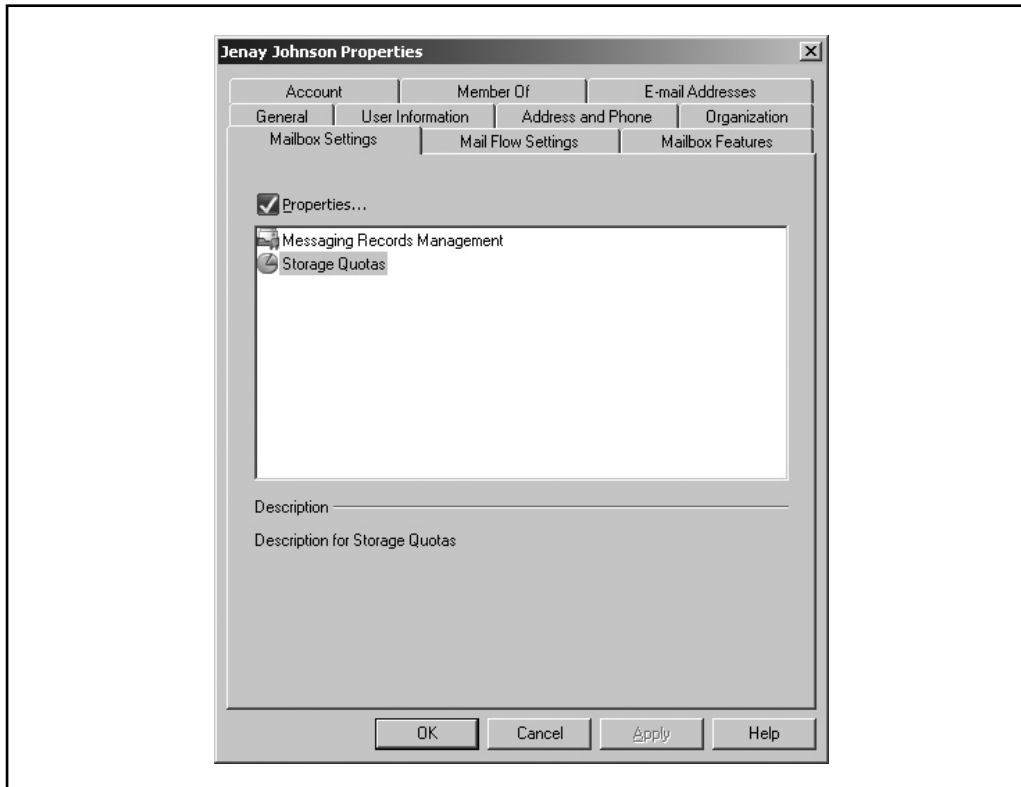 Jenay Johnson Properties
Account Member Of E-mail Addresses
General User Information Address and Phone Organization
Mailbox Settings Mail Flow Settings Mailbox Features
Properties...
Messaging Records Management
Storage Quotas
Description
Description for Storage Quotas
OK Cancel Apply Help